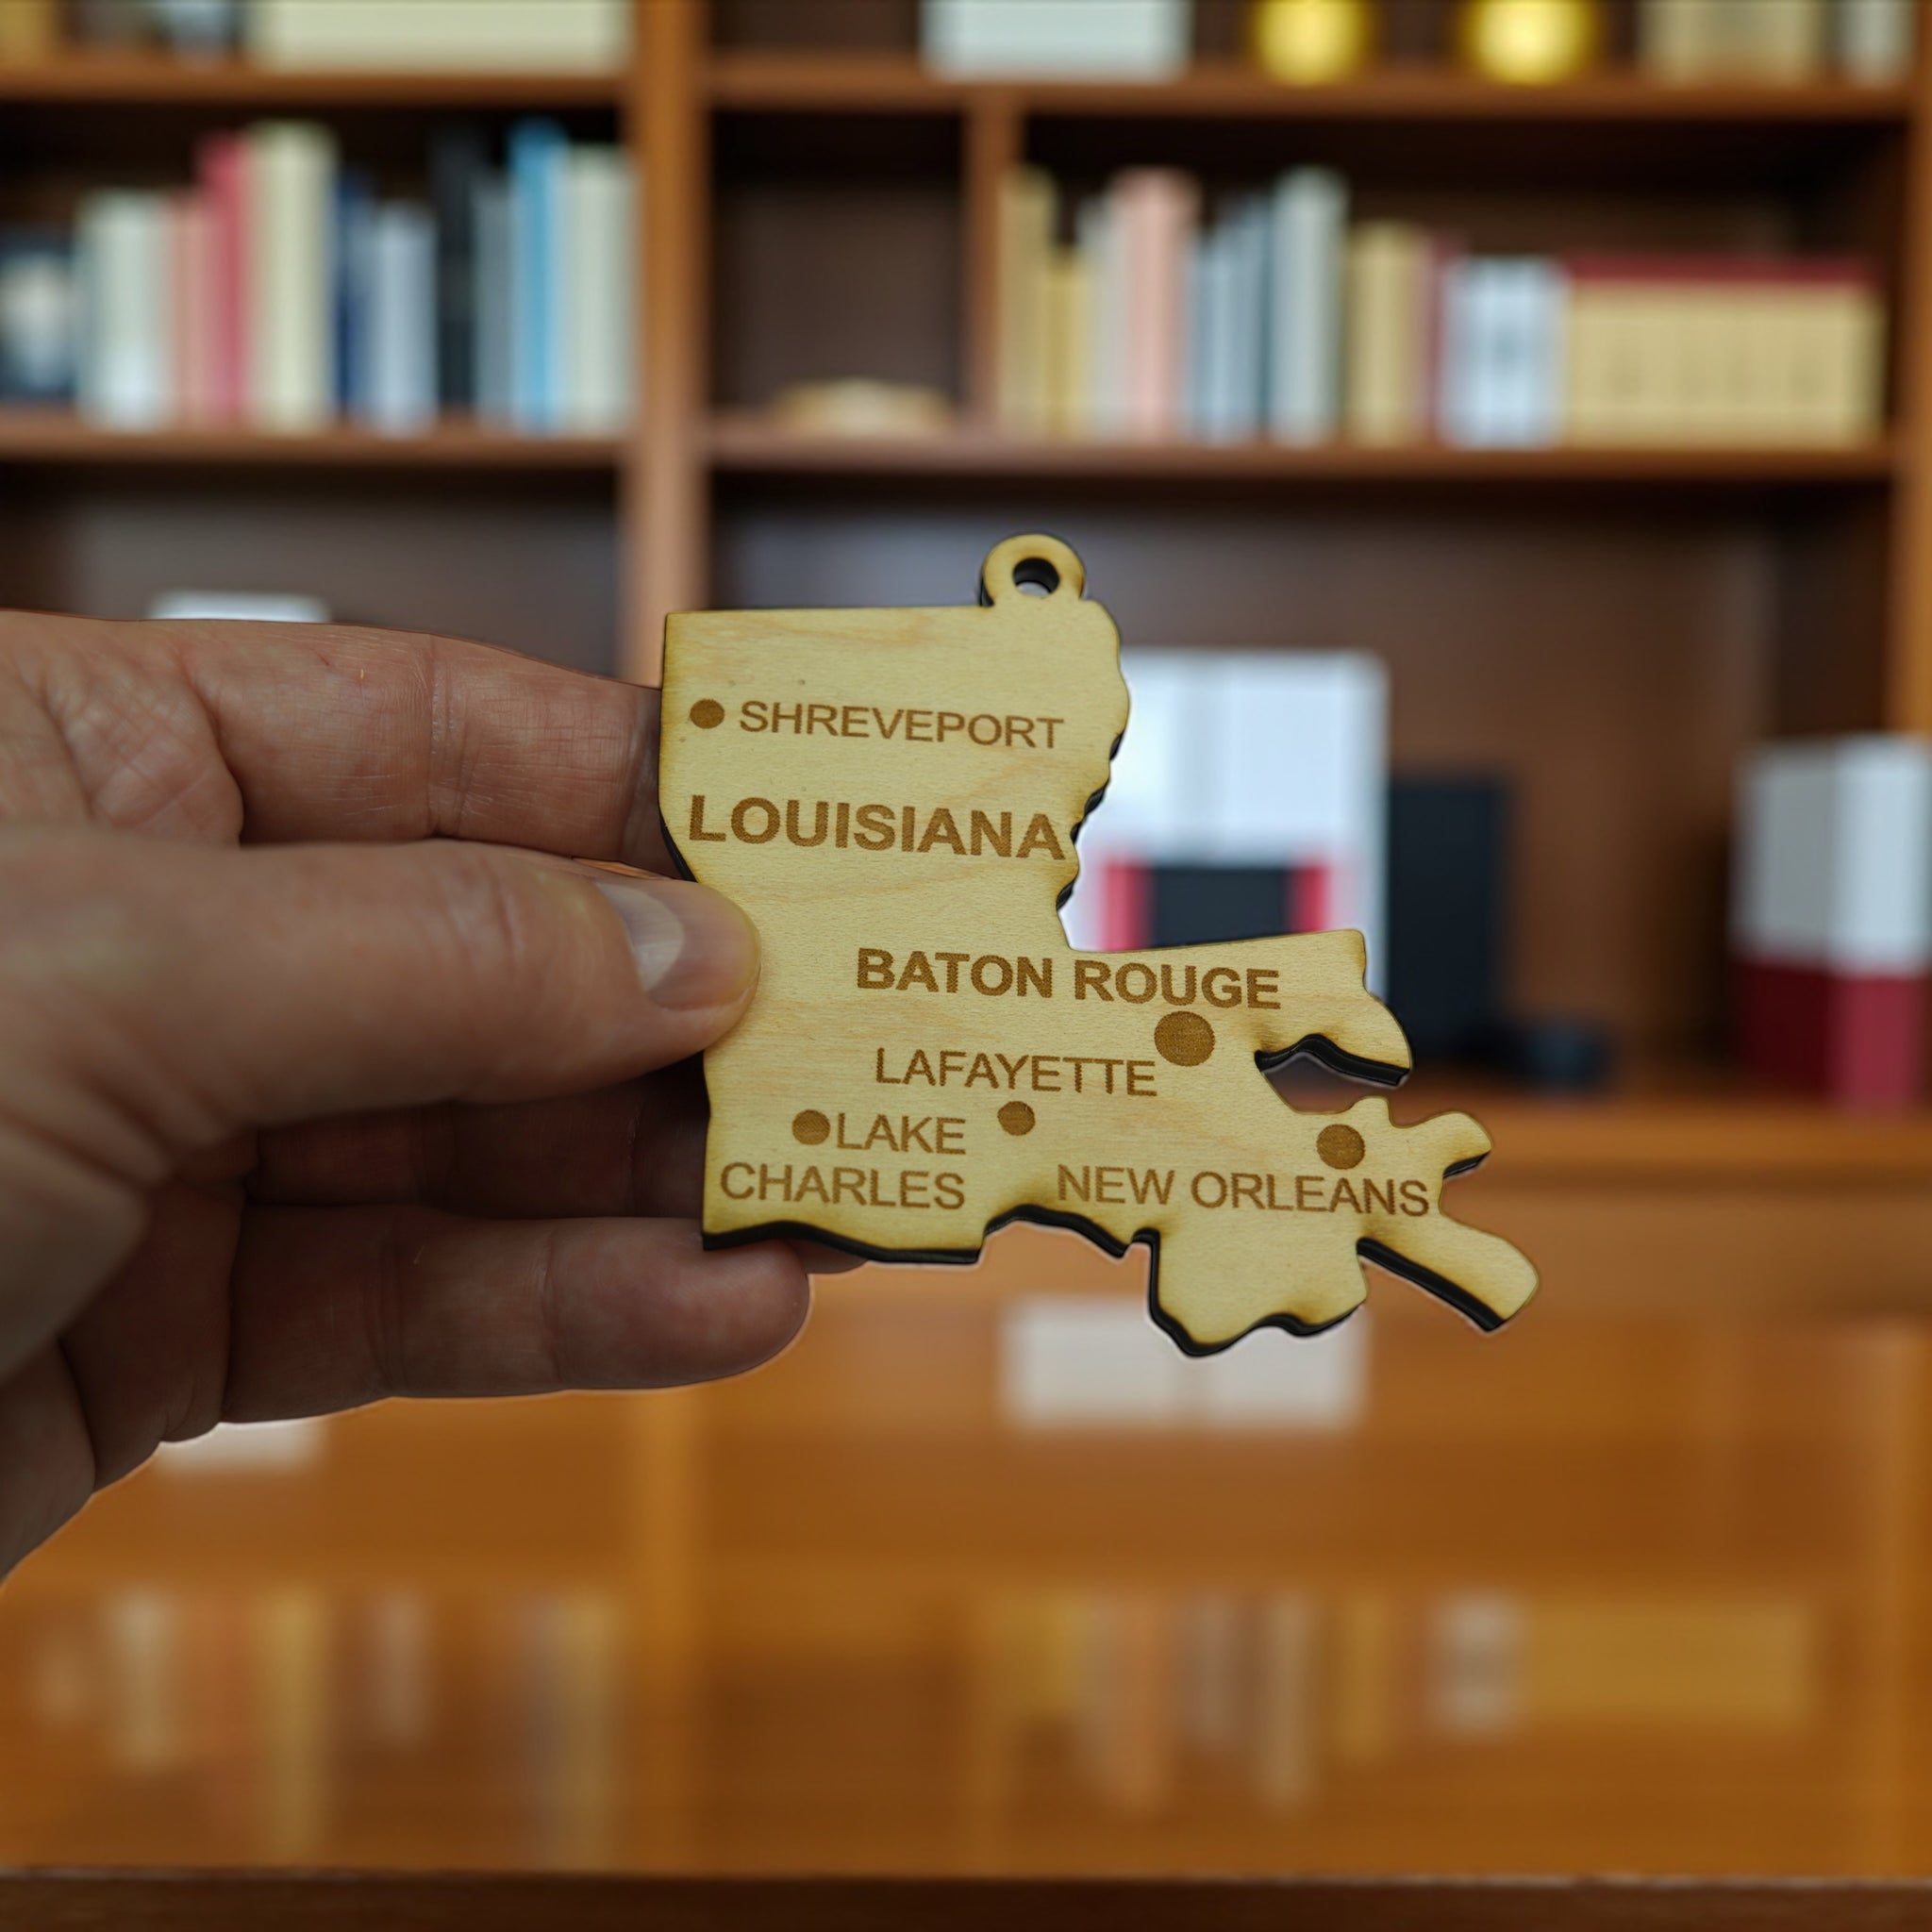 SHREVEPORT
LOUISIANA
BATON ROUGE
LAFAYETTE
LAKE
CHARLES
NEW ORLEANS